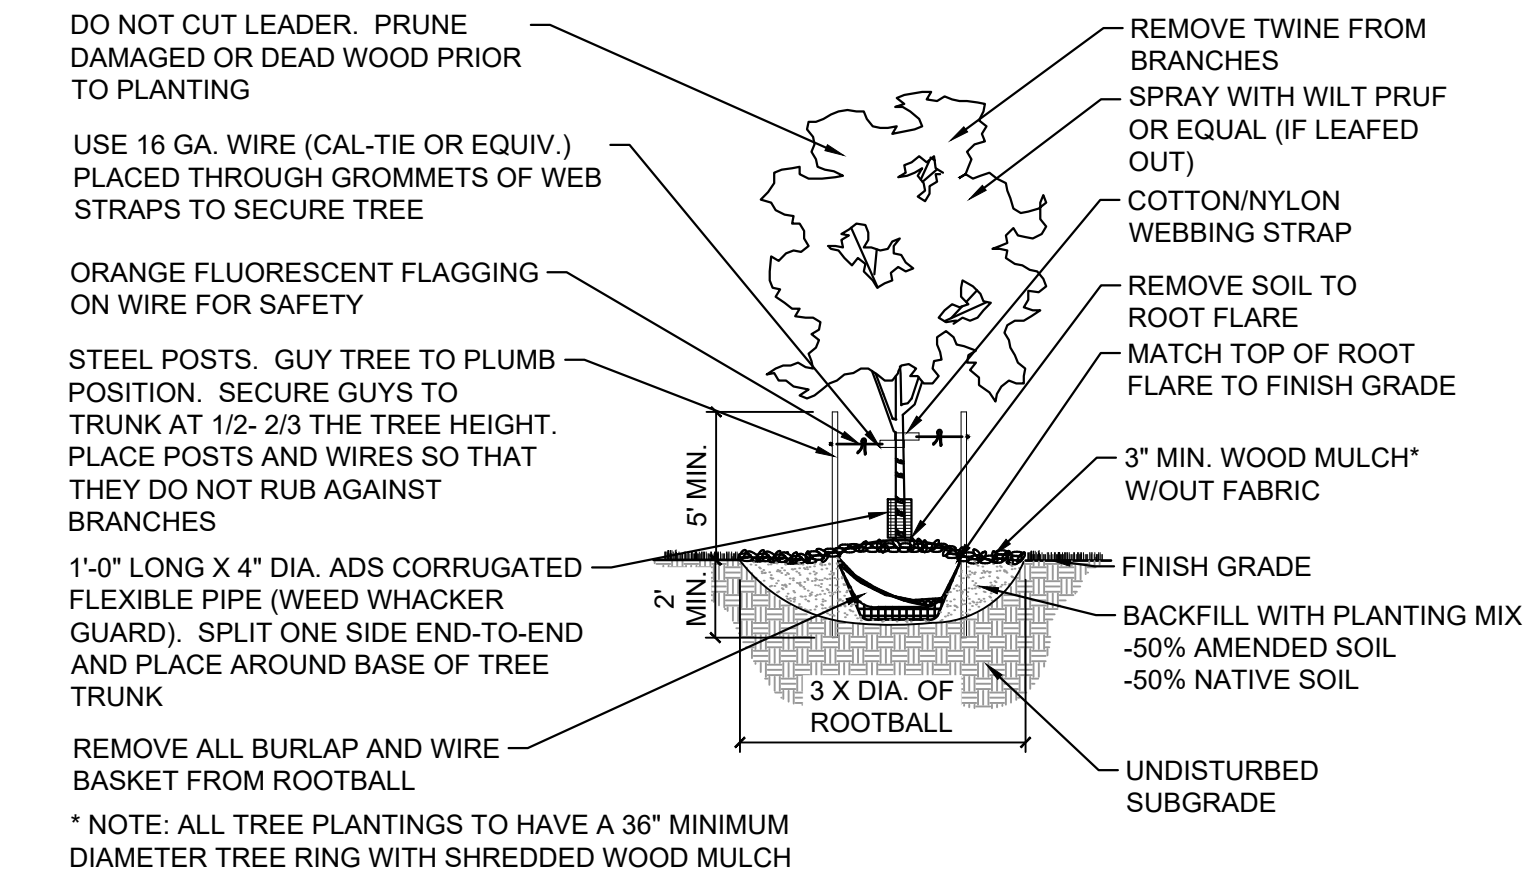 DO NOT CUT LEADER. PRUNE
DAMAGED OR DEAD WOOD PRIOR
TO PLANTING
USE 16 GA. WIRE (CAL-TIE OR EQUIV.)
PLACED THROUGH GROMMETS OF WEB
STRAPS TO SECURE TREE
ORANGE FLUORESCENT FLAGGING
ON WIRE FOR SAFETY
STEEL POSTS. GUY TREE TO PLUMB
POSITION. SECURE GUYS TO
TRUNK AT 1/2- 2/3 THE TREE HEIGHT.
PLACE POSTS AND WIRES SO THAT
THEY DO NOT RUB AGAINST
BRANCHES
1'-0" LONG X 4" DIA. ADS CORRUGATED
FLEXIBLE PIPE (WEED WHACKER
GUARD). SPLIT ONE SIDE END-TO-END
AND PLACE AROUND BASE OF TREE
TRUNK
REMOVE ALL BURLAP AND WIRE
BASKET FROM ROOTBALL
* NOTE: ALL TREE PLANTINGS TO HAVE A 36" MINIMUM
DIAMETER TREE RING WITH SHREDDED WOOD MULCH
5' MIN.
2'
MIN.
3 X DIA. OF
ROOTBALL
REMOVE TWINE FROM
BRANCHES
SPRAY WITH WILT PRUF
OR EQUAL (IF LEAFED
OUT)
COTTON/NYLON
WEBBING STRAP
REMOVE SOIL TO
ROOT FLARE
MATCH TOP OF ROOT
FLARE TO FINISH GRADE
3" MIN. WOOD MULCH*
W/OUT FABRIC
FINISH GRADE
BACKFILL WITH PLANTING MIX
-50% AMENDED SOIL
-50% NATIVE SOIL
UNDISTURBED
SUBGRADE